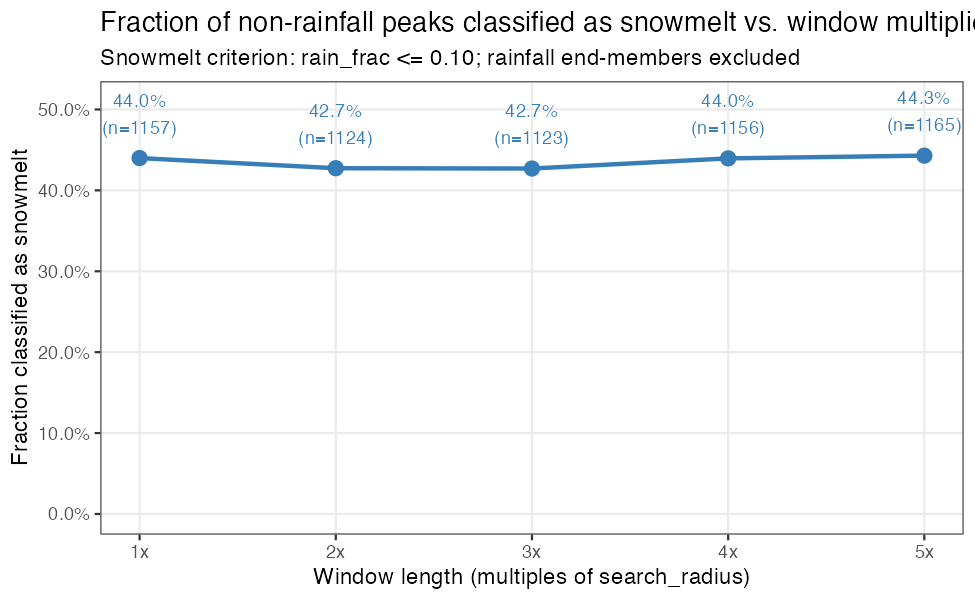 Fraction of non-rainfall peaks classified as snowmelt vs. window multiplie
Snowmelt criterion: rain_frac <= 0.10; rainfall end-members excluded
44.0%
(n=1157)
42.7%
(n=1124)
42.7%
(n=1123)
44.0%
(n=1156)
44.3%
(n=1165)
50.0%
40.0%
30.0%
20.0%
10.0%
0.0%
Fraction classified as snowmelt
1x
2x
3x
4x
5x
Window length (multiples of search_radius)